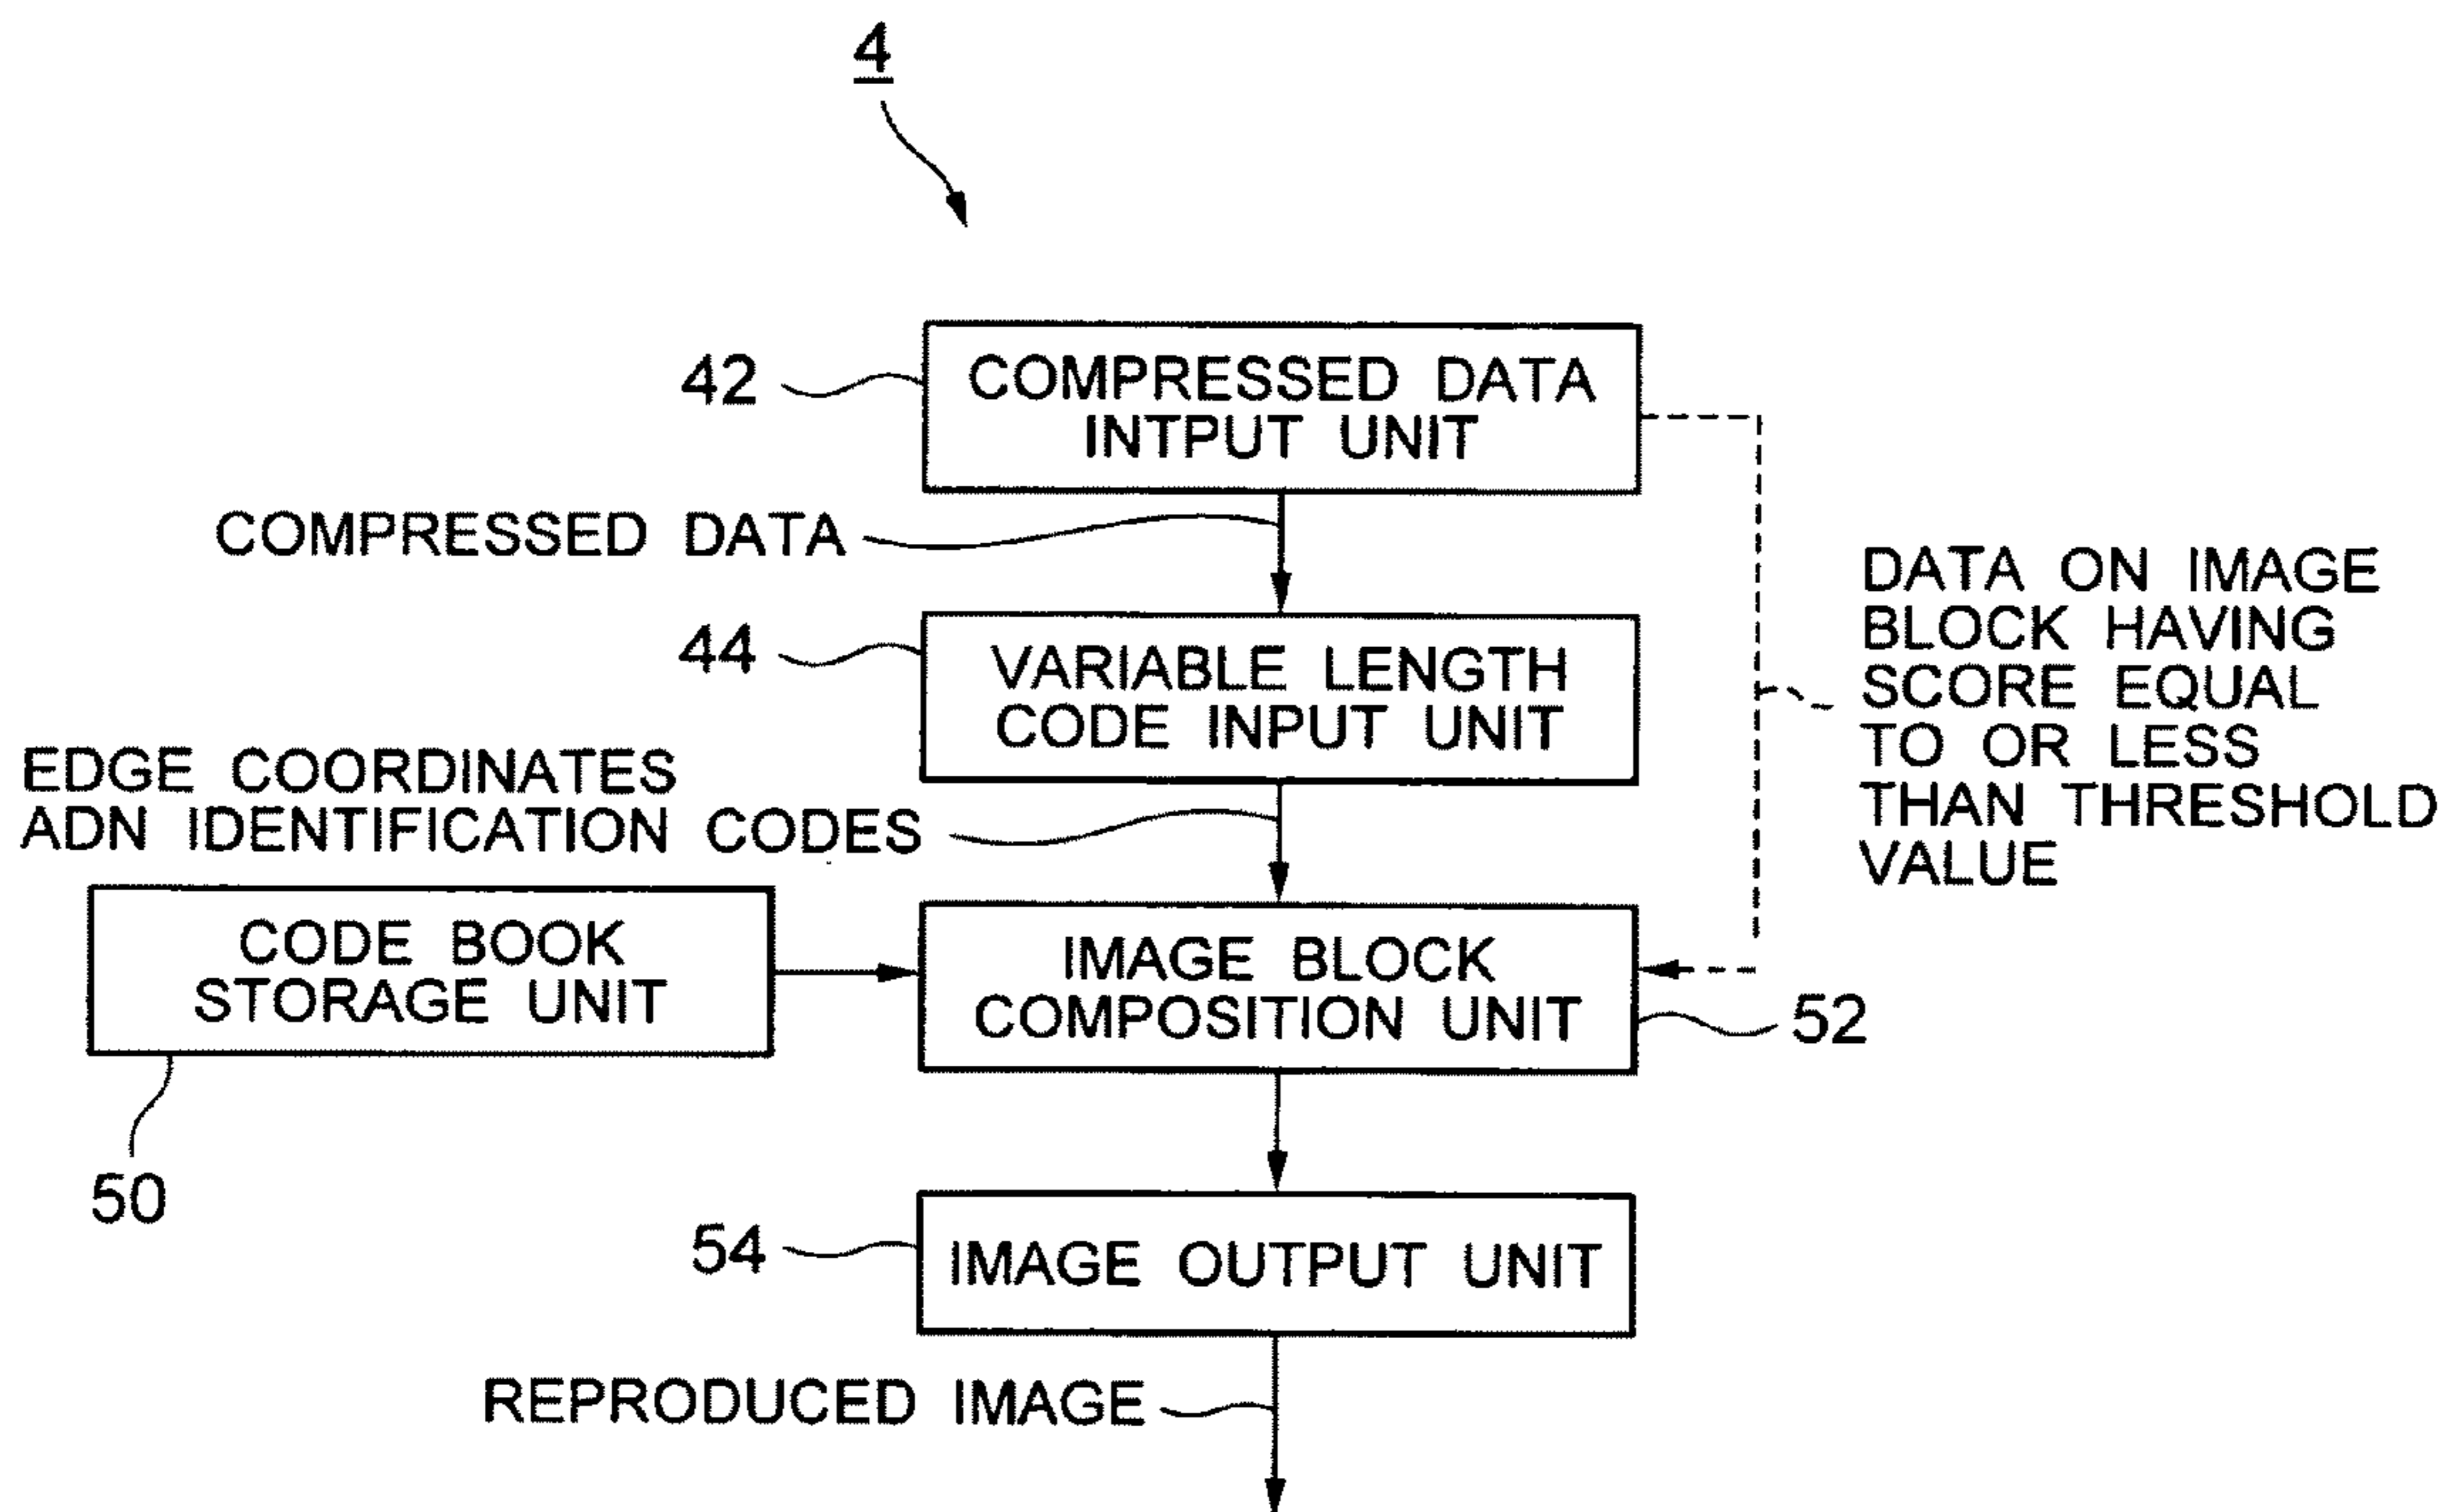 4
42
COMPRESSED DATA
INTPUT UNIT
COMPRESSED DATA
44
VARIABLE LENGTH
CODE INPUT UNIT
DATA ON IMAGE
BLOCK HAVING
SCORE EQUAL
TO OR LESS
THAN THRESHOLD
VALUE
EDGE COORDINATES
ADN IDENTIFICATION CODES
CODE BOOK
STORAGE UNIT
50
IMAGE BLOCK
COMPOSITION UNIT
52
54
IMAGE OUTPUT UNIT
REPRODUCED IMAGE